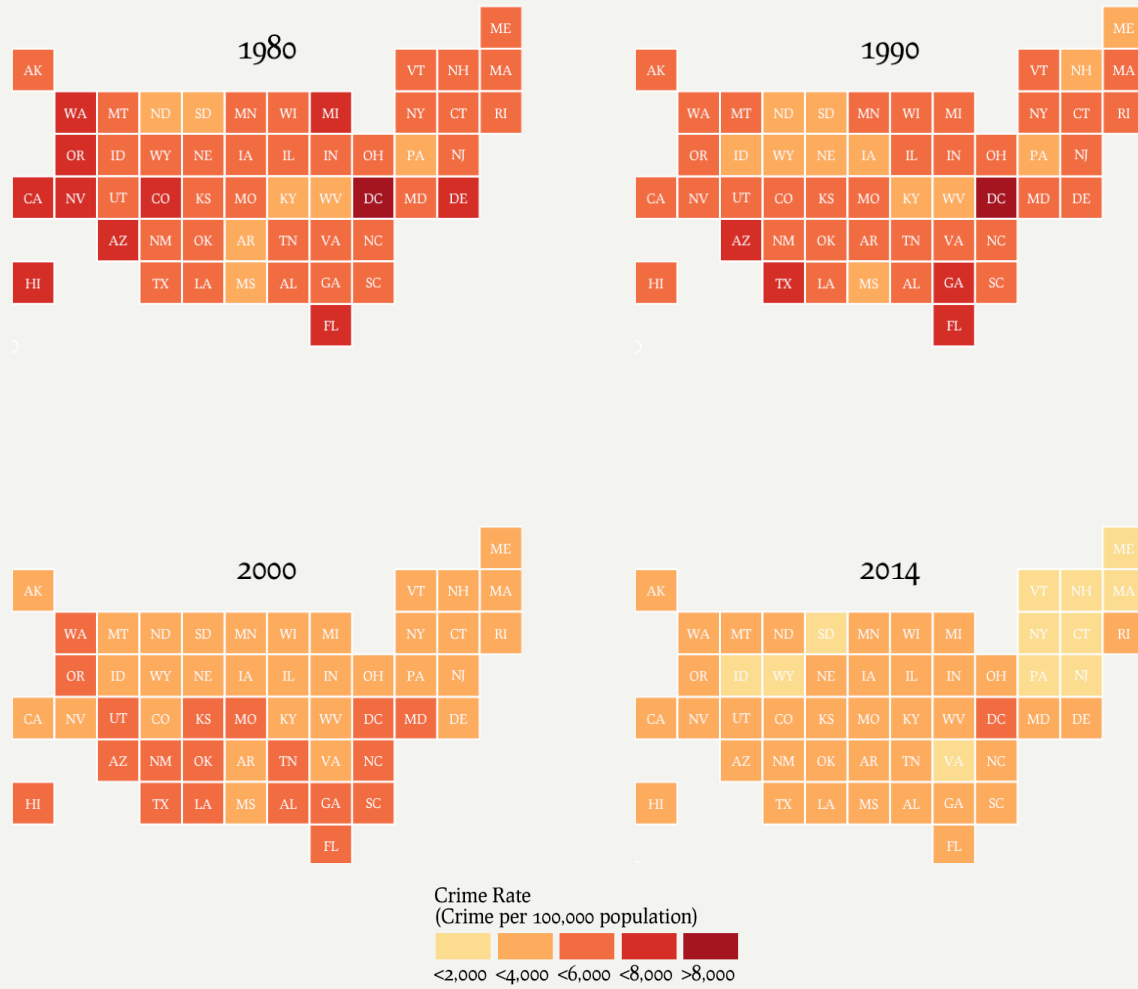 1980
ME
AK VT NH MA
WA MT ND SD MN WI MI NY CT RI
OR ID WY NE IA IL IN OH PA NJ
CA NV UT CO KS MO KY WV DC MD DE
AZ NM OK AR TN VA NC
HI TX LA MS AL GA SC
FL
1990
ME
AK VT NH MA
WA MT ND SD MN WI MI NY CT RI
OR ID WY NE IA IL IN OH PA NJ
CA NV UT CO KS MO KY WV DC MD DE
AZ NM OK AR TN VA NC
HI TX LA MS AL GA SC
FL
2000
ME
AK VT NH MA
WA MT ND SD MN WI MI NY CT RI
OR ID WY NE IA IL IN OH PA NJ
CA NV UT CO KS MO KY WV DC MD DE
AZ NM OK AR TN VA NC
HI TX LA MS AL GA SC
FL
2014
ME
AK VT NH MA
WA MT ND SD MN WI MI NY CT RI
OR ID WY NE IA IL IN OH PA NJ
CA NV UT CO KS MO KY WV DC MD DE
AZ NM OK AR TN VA NC
HI TX LA MS AL GA SC
FL
Crime Rate
(Crime per 100,000 population)
<2,000 <4,000 <6,000 <8,000 >8,000